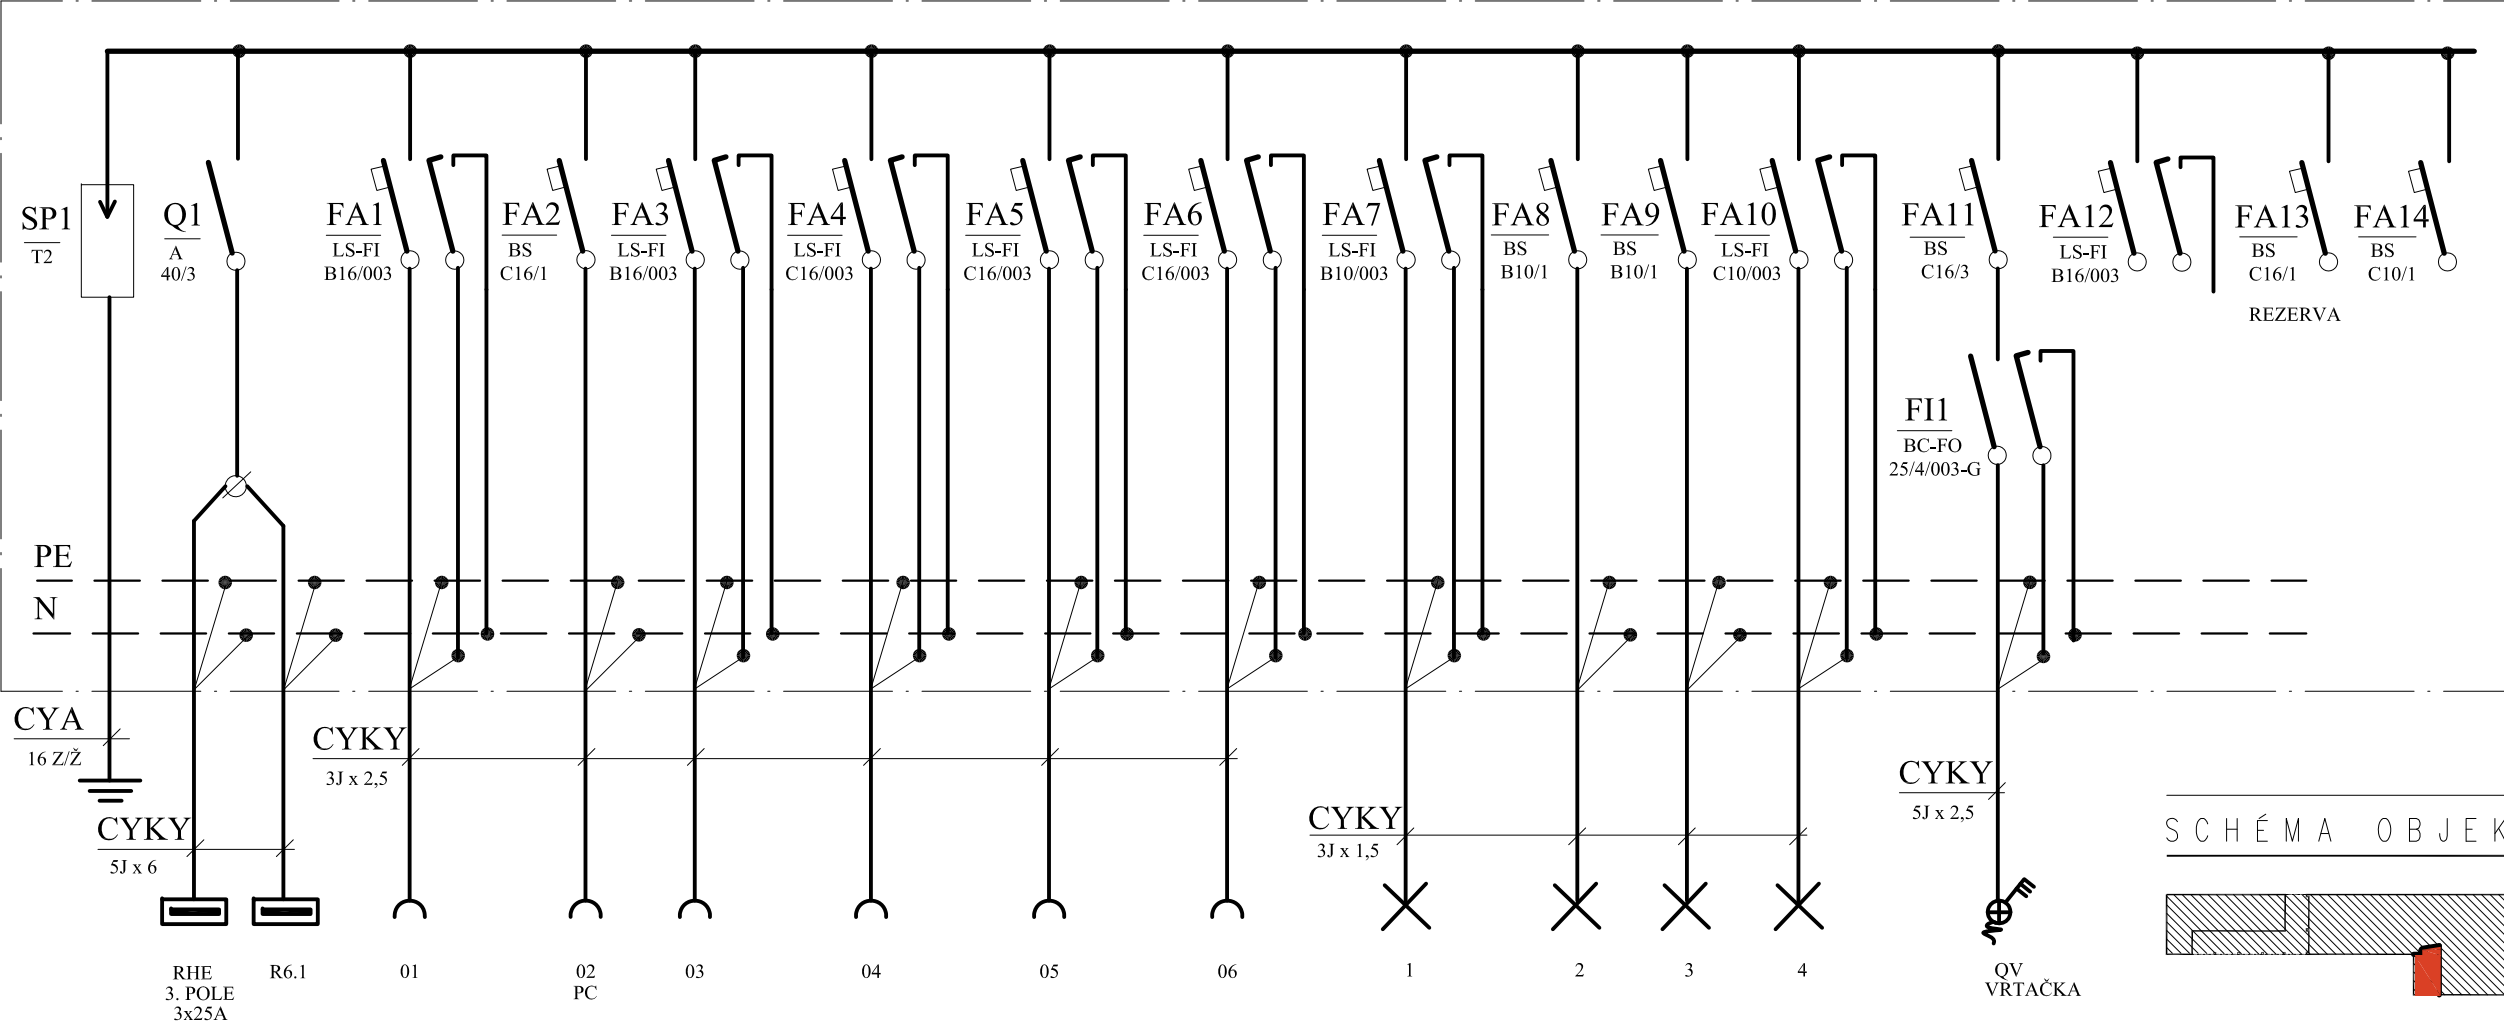 SP1
T2
Q1
A
40/3
FA1
LS-FI
B16/003
FA2
BS
C16/1
FA3
LS-FI
B16/003
FA4
LS-FI
C16/003
FA5
LS-FI
C16/003
FA6
LS-FI
C16/003
FA7
LS-FI
B10/003
FA8
BS
B10/1
FA9
BS
B10/1
FA10
LS-FI
C10/003
FA11
BS
C16/3
FA12
LS-FI
B16/003
FA13
BS
C16/1
FA14
BS
C10/1
REZERVA
FI1
BC-FO
25/4/003-G
PE
N
CYA
16 Z/Ž
CYKY
3J x 2,5
CYKY
5J x 6
CYKY
3J x 1,5
CYKY
5J x 2,5
SCHÉMA OBJEK
RHE
3. POLE
3x25A
R6.1
01
02
PC
03
04
05
06
1
2
3
4
QV
VRTAČKA